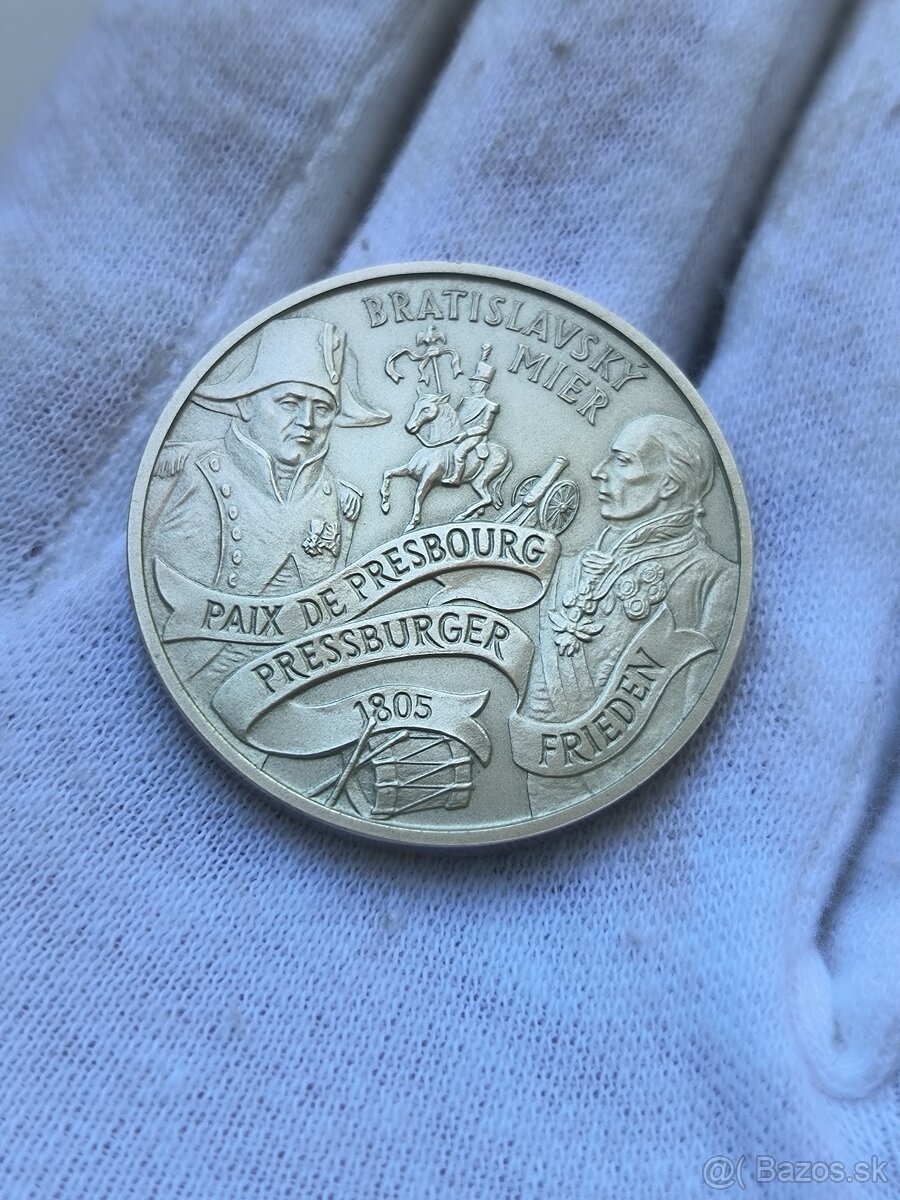 BRATISLAVSKÝ
MIER
PAIX DE PRESBOURG
PRESSBURGER
FRIEDEN
1805
@( Bazos.sk